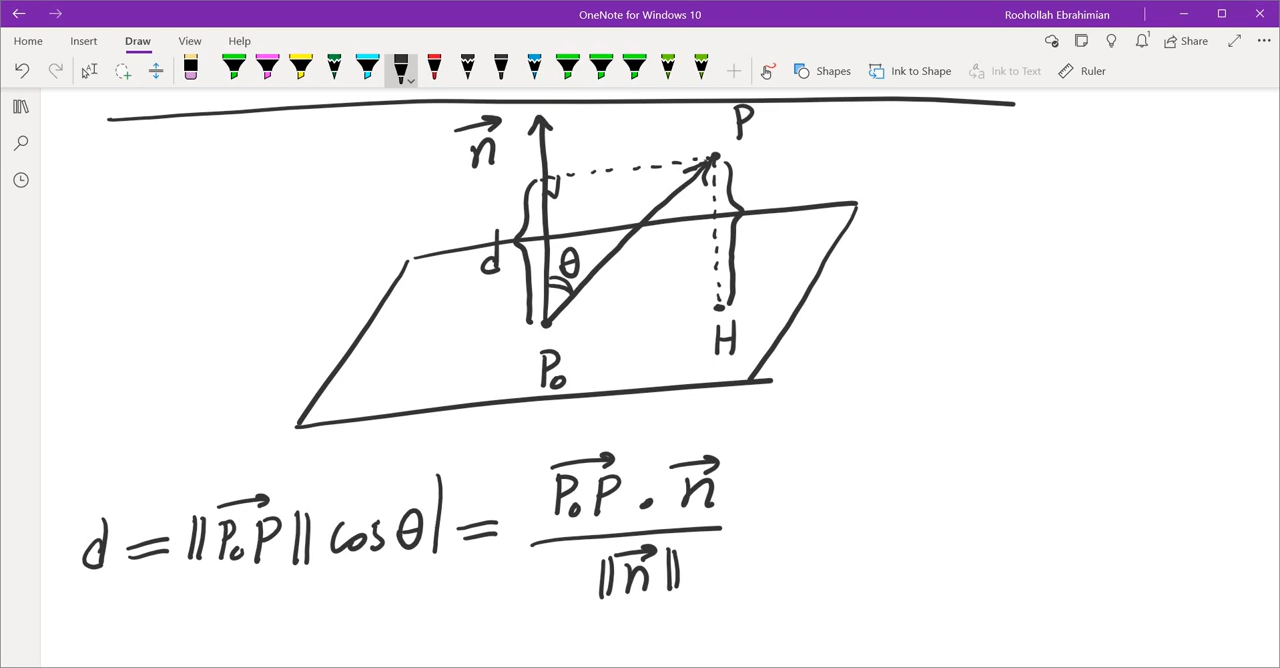 OneNote for Windows 10
Roohollah Ebrahimian
Home Insert Draw View Help
Share
Shapes Ink to Shape Ink to Text Ruler
n⃗
P
d
θ
P₀
H
d = ||P₀P⃗|| cosθ| = P₀P⃗ . n⃗ / ||n⃗||